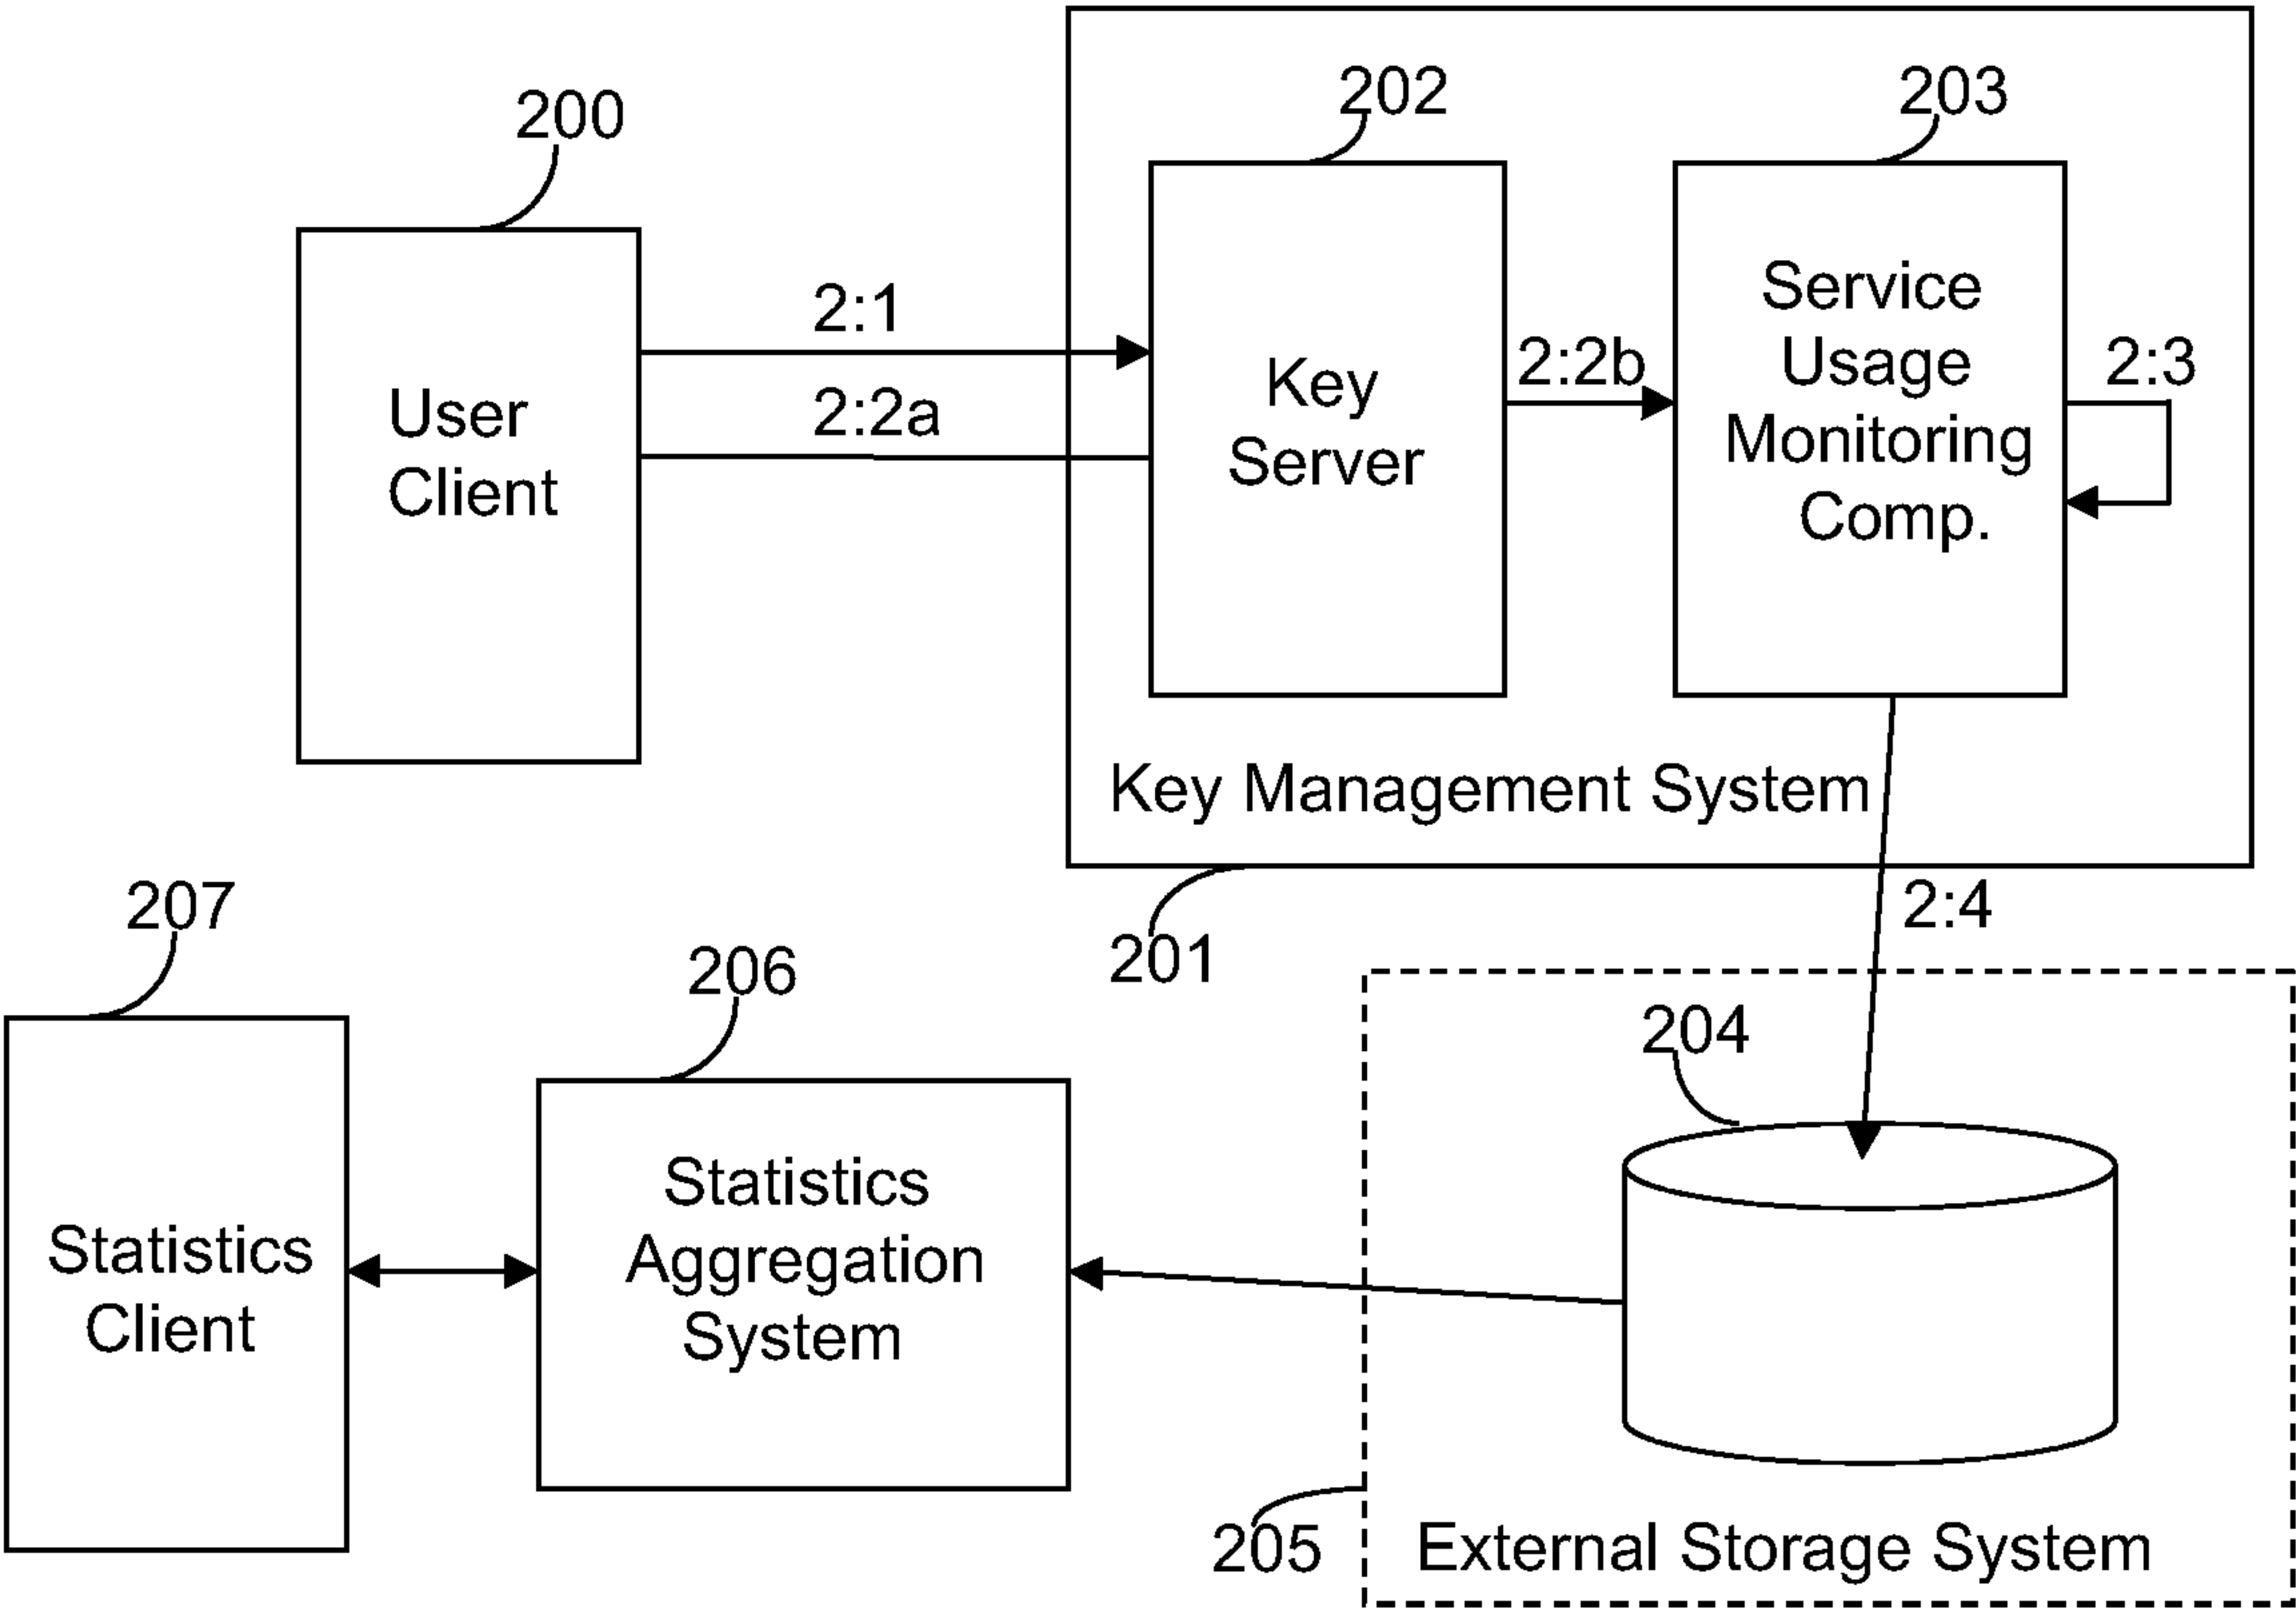 200
202
203
User
Client
2:1
2:2a
Key
Server
2:2b
Service
Usage
Monitoring
Comp.
2:3
Key Management System
201
2:4
207
206
204
Statistics
Client
Statistics
Aggregation
System
205
External Storage System